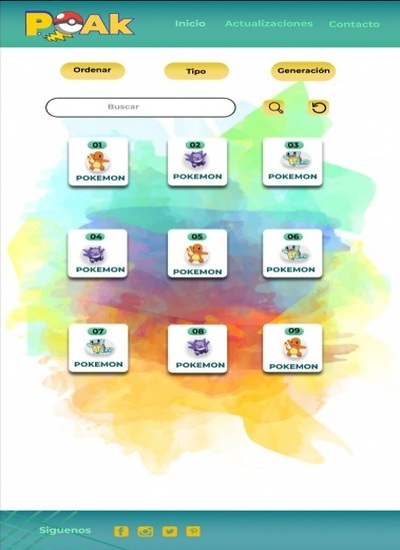 POAk
Inicio Actualizaciones Contacto
Ordenar Tipo Generación
Buscar
01 02 03
POKEMON POKEMON POKEMON
04 05 06
POKEMON POKEMON POKEMON
07 08 09
POKEMON POKEMON POKEMON
Siguenos